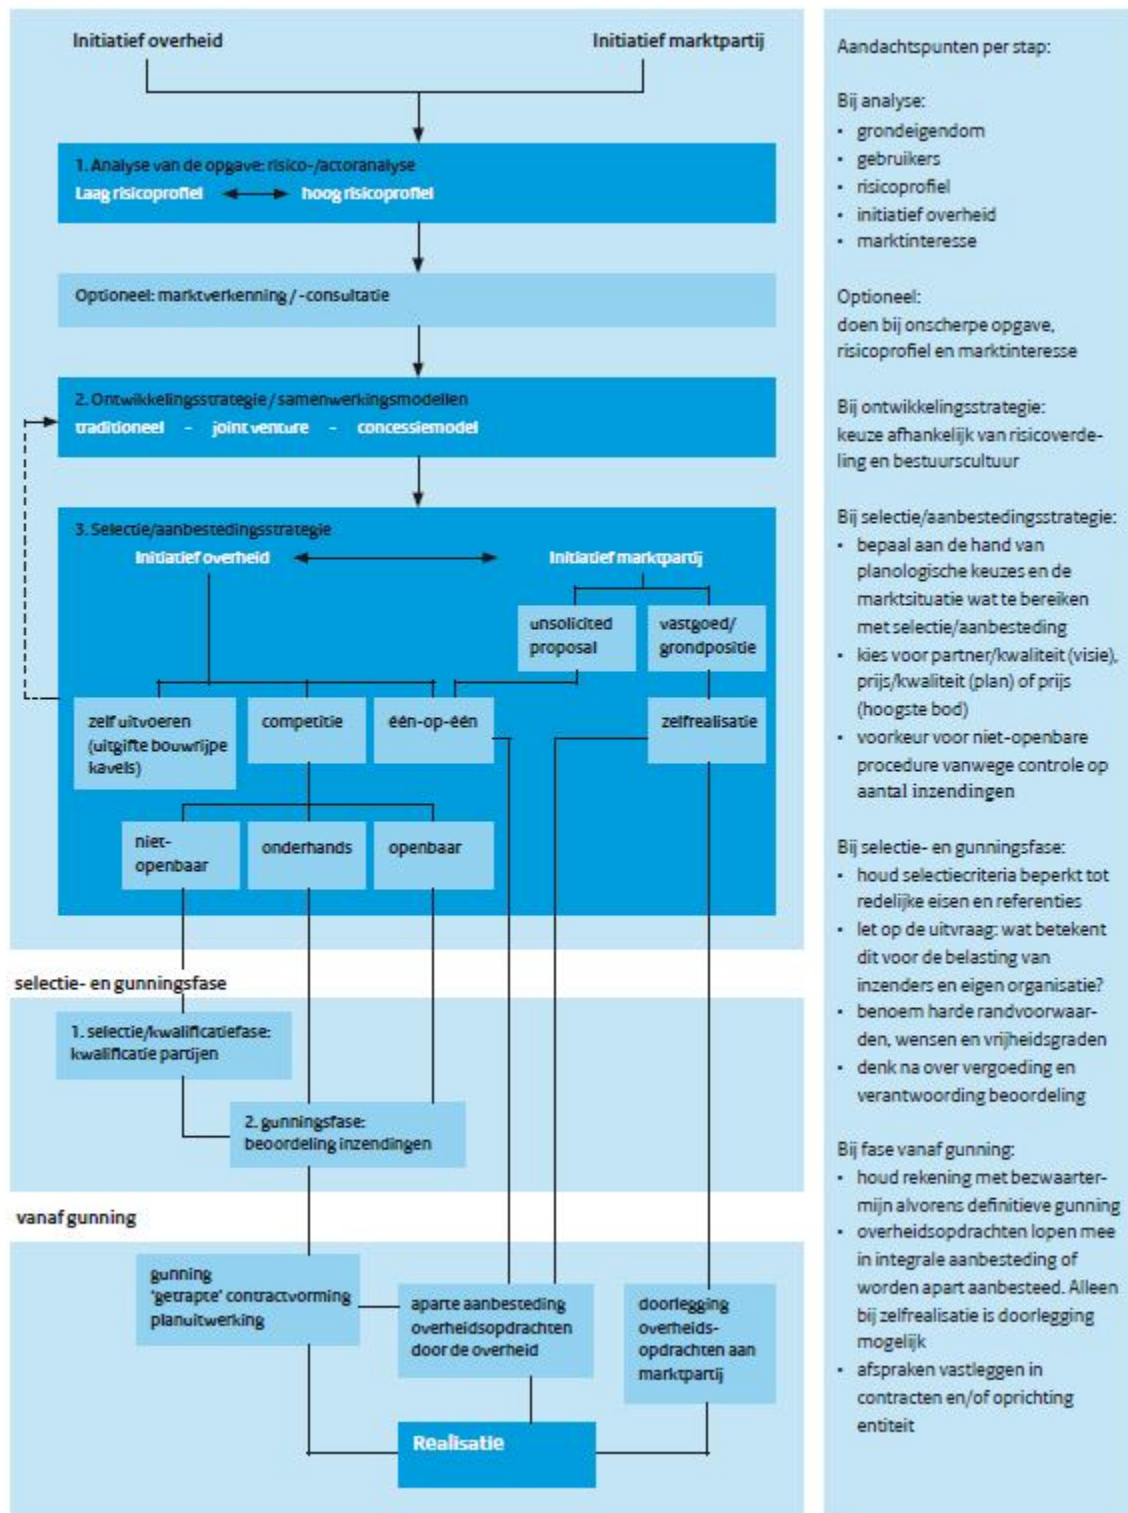 Initiatief overheid
Initiatief marktpartij
1. Analyse van de opgave: risico-/actoranalyse
Laag risicoprofiel
hoog risicoprofiel
Optioneel: marktverkenning / -consultatie
2. Ontwikkelingsstrategie / samenwerkingsmodellen
traditioneel - joint venture - concessiemodel
3. Selectie/aanbestedingsstrategie
Initiatief overheid
Initiatief marktpartij
unsolicited
proposal
vastgoed/
grondpositie
zelf uitvoeren
(uitgifte bouwrijpe
kavels)
competitie
één-op-één
zelfrealisatie
niet-
openbaar
onderhands
openbaar
selectie- en gunningsfase
1. selectie/kwalificatiefase:
kwalificatie partijen
2. gunningsfase:
beoordeling inzendingen
vanaf gunning
gunning
'getrapte' contractvorming
planuitwerking
aparte aanbesteding
overheidsopdrachten
door de overheid
doorlegging
overheids-
opdrachten aan
marktpartij
Realisatie
Aandachtspunten per stap:
Bij analyse:
• grondeigendom
• gebruikers
• risicoprofiel
• initiatief overheid
• marktinteresse
Optioneel:
doen bij onscherpe opgave,
risicoprofiel en marktinteresse
Bij ontwikkelingsstrategie:
keuze afhankelijk van risicoverde-
ling en bestuurscultuur
Bij selectie/aanbestedingsstrategie:
• bepaal aan de hand van
planologische keuzes en de
marktsituatie wat te bereiken
met selectie/aanbesteding
• kies voor partner/kwaliteit (visie),
prijs/kwaliteit (plan) of prijs
(hoogste bod)
• voorkeur voor niet-openbare
procedure vanwege controle op
aantal inzendingen
Bij selectie- en gunningsfase:
• houd selectiecriteria beperkt tot
redelijke eisen en referenties
• let op de uitvraag: wat betekent
dit voor de belasting van
inzenders en eigen organisatie?
• benoem harde randvoorwaar-
den, wensen en vrijheidsgraden
• denk na over vergoeding en
verantwoording beoordeling
Bij fase vanaf gunning:
• houd rekening met bezwaarter-
mijn alvorens definitieve gunning
• overheidsopdrachten lopen mee
in integrale aanbesteding of
worden apart aanbesteed. Alleen
bij zelfrealisatie is doorlegging
mogelijk
• afspraken vastleggen in
contracten en/of oprichting
entiteit